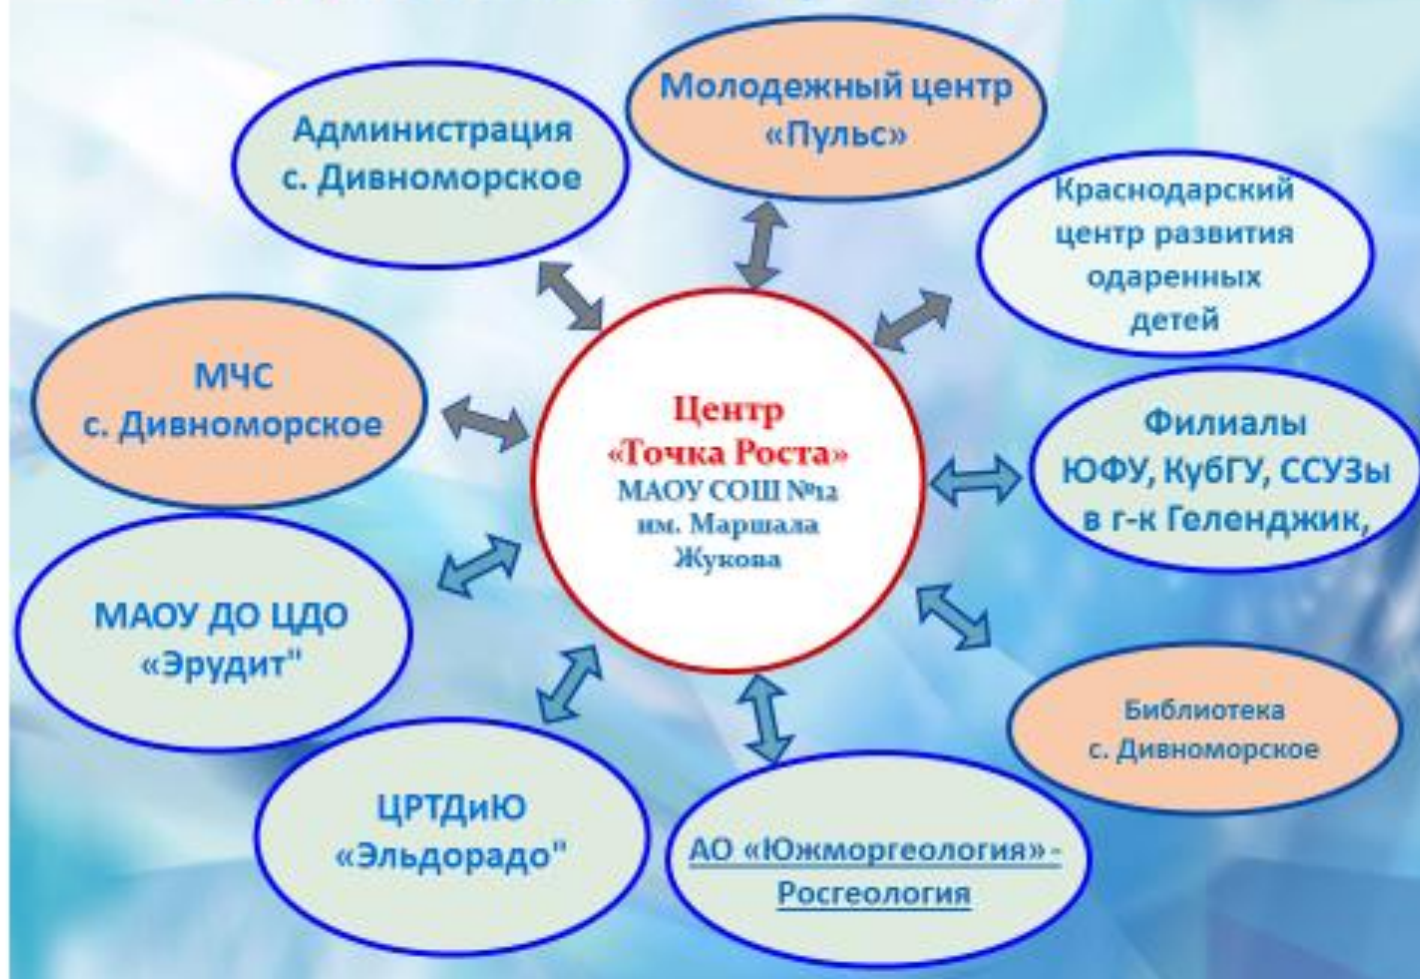 Молодежный центр
«Пульс»
Администрация
с. Дивноморское
Краснодарский
центр развития
одаренных
детей
МЧС
с. Дивноморское
Центр
«Точка Роста»
МАОУ СОШ №12
им. Маршала
Жукова
Филиалы
ЮФУ, КубГУ, ССУЗы
в г-к Геленджик,
МАОУ ДО ЦДО
«Эрудит"
Библиотека
с. Дивноморское
ЦРТДиЮ
«Эльдорадо"
АО «Южморгеология» -
Росгеология